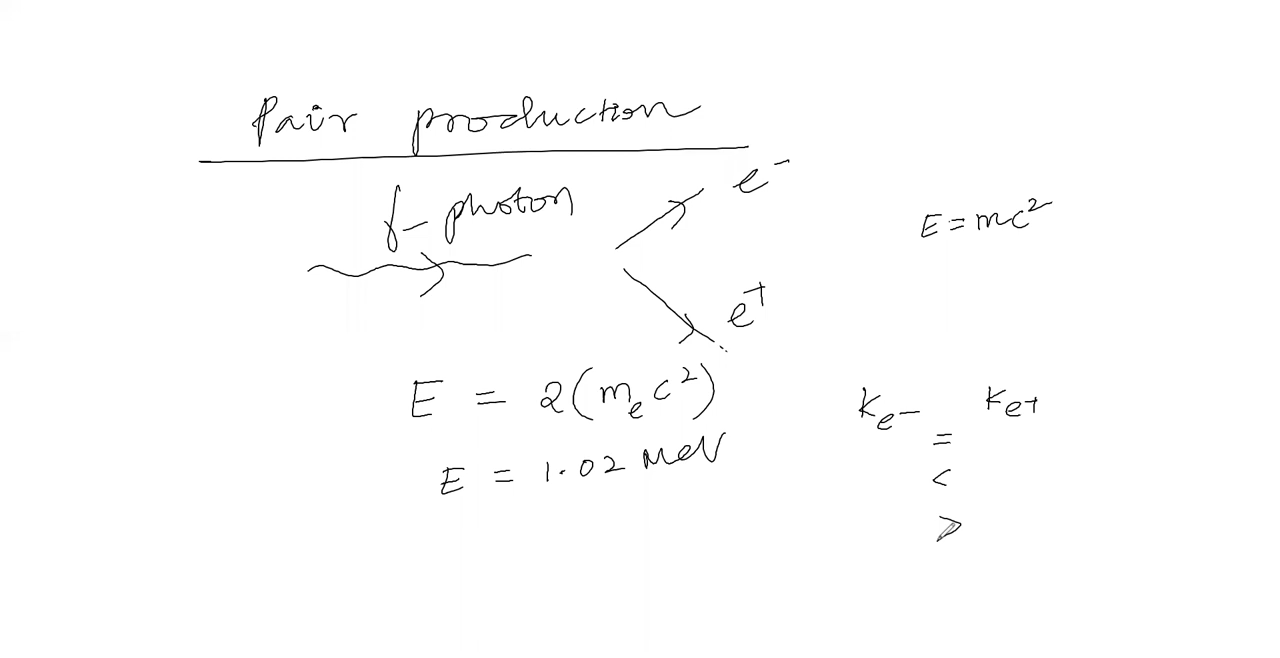 Pair production
γ-photon
e⁻
E = mc²
e⁺
E = 2(mₑc²)
Kₑ₋ Kₑ₊
=
E = 1.02 MeV
<
>